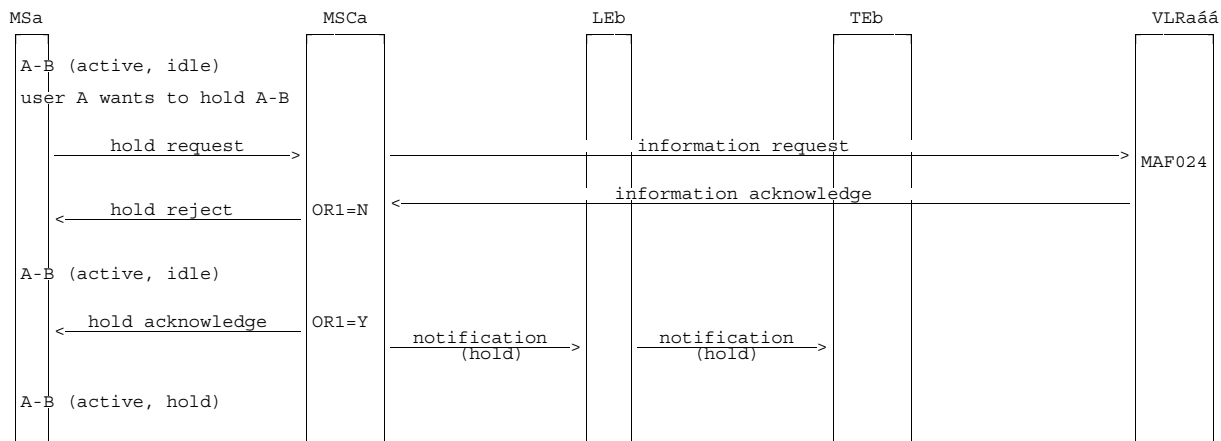 MSa MSCa LEb TEb VLRaáá
A-B (active, idle)
user A wants to hold A-B
hold request information request
MAF024
information acknowledge
hold reject OR1=N
A-B (active, idle)
hold acknowledge OR1=Y
notification notification
(hold) (hold)
A-B (active, hold)